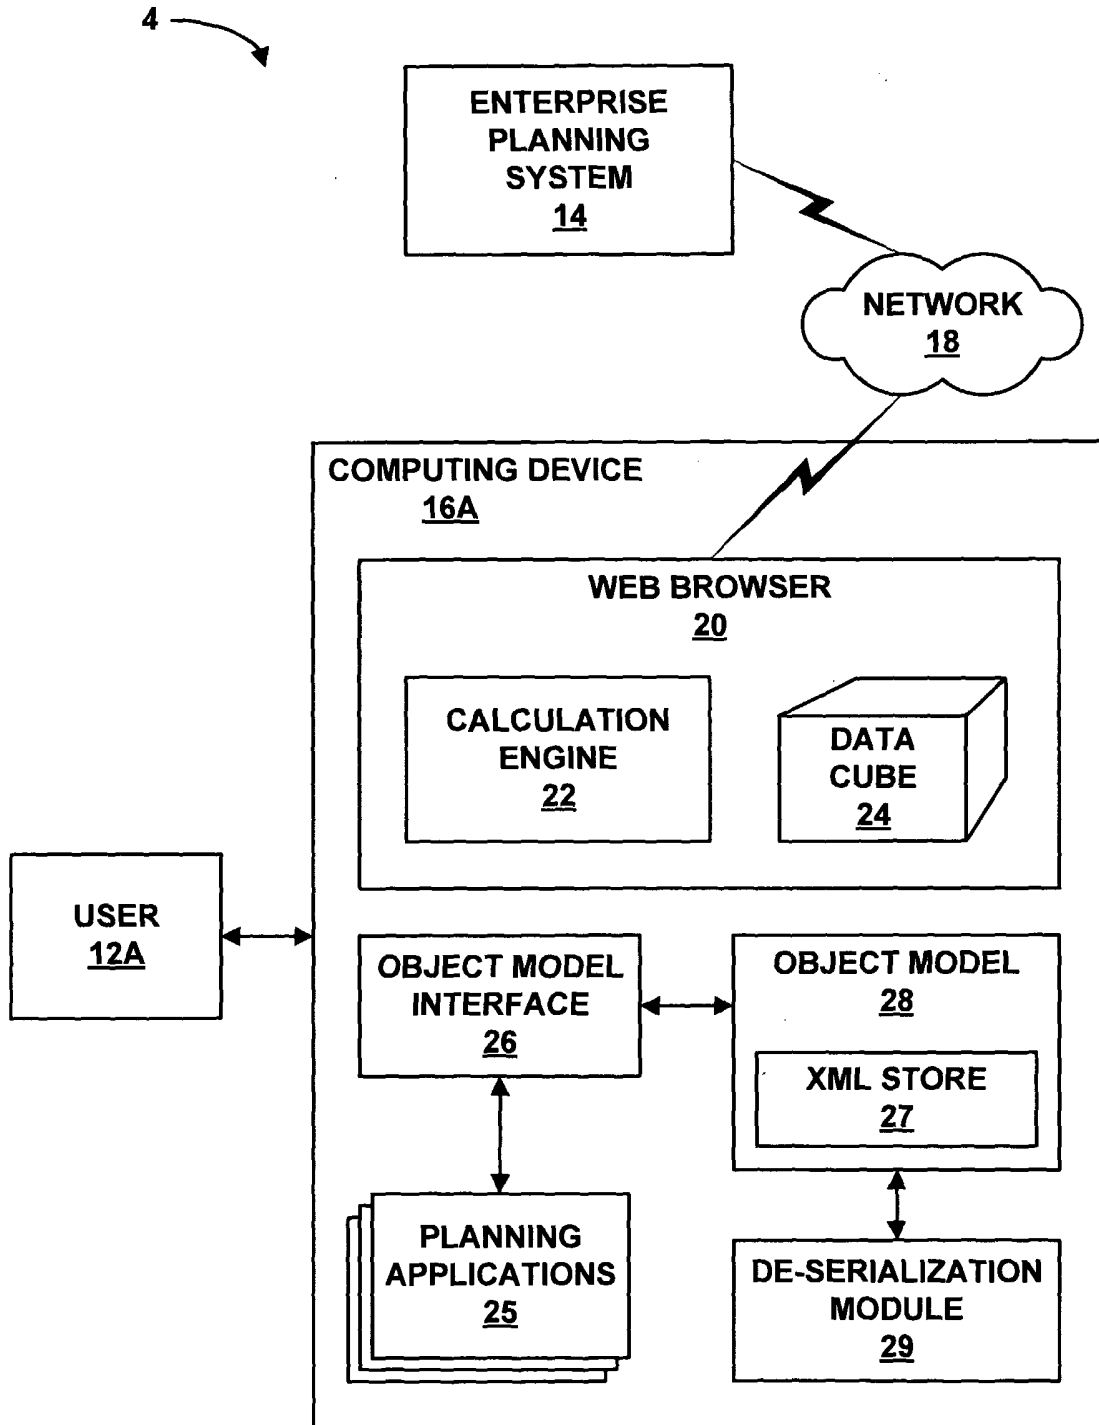 4
ENTERPRISE
PLANNING
SYSTEM
14
NETWORK
18
COMPUTING DEVICE
16A
WEB BROWSER
20
CALCULATION
ENGINE
22
DATA
CUBE
24
USER
12A
OBJECT MODEL
INTERFACE
26
OBJECT MODEL
28
XML STORE
27
PLANNING
APPLICATIONS
25
DE-SERIALIZATION
MODULE
29